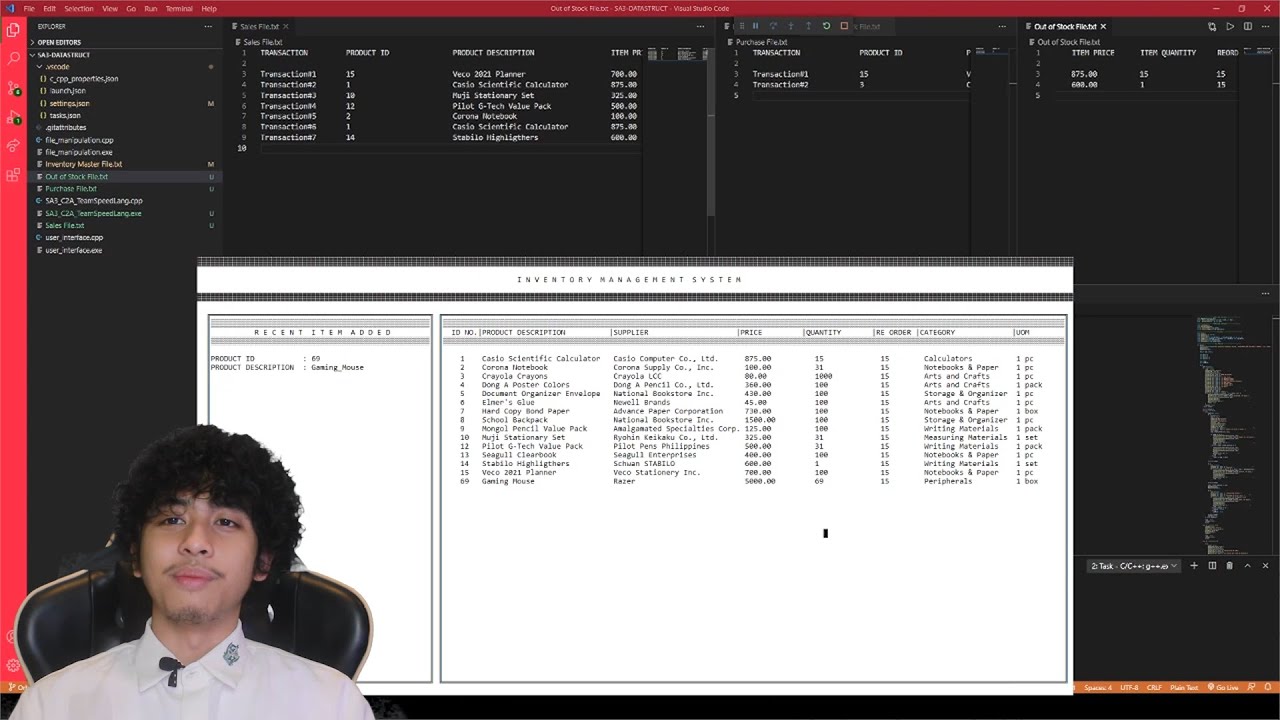 File Edit Selection View Go Run Terminal Help
Out of Stock File.txt - SA3-DATASTRUCT - Visual Studio Code
EXPLORER
OPEN EDITORS
SA3-DATASTRUCT
.vscode
c_cpp_properties.json
launch.json
settings.json M
tasks.json
.gitattributes
file_manipulation.cpp
file_manipulation.exe
Inventory Master File.txt M
Out of Stock File.txt U
Purchase File.txt U
SA3_C2A_TeamSpeedLang.cpp
SA3_C2A_TeamSpeedLang.exe U
Sales File.txt U
user_interface.cpp
user_interface.exe
Sales File.txt
Sales File.txt
1 TRANSACTION PRODUCT ID PRODUCT DESCRIPTION ITEM PR
2
3 Transaction#1 15 Veco 2021 Planner 700.00
4 Transaction#2 1 Casio Scientific Calculator 875.00
5 Transaction#3 10 Muji Stationary Set 325.00
6 Transaction#4 12 Pilot G-Tech Value Pack 500.00
7 Transaction#5 2 Corona Notebook 100.00
8 Transaction#6 1 Casio Scientific Calculator 875.00
9 Transaction#7 14 Stabilo Highligthers 600.00
10
File.txt
Purchase File.txt
1 TRANSACTION PRODUCT ID P
2
3 Transaction#1 15 V
4 Transaction#2 3 C
5
Out of Stock File.txt
Out of Stock File.txt
1 ITEM PRICE ITEM QUANTITY REORD
2
3 875.00 15 15
4 600.00 1 15
5
INVENTORY MANAGEMENT SYSTEM
RECENT ITEM ADDED
PRODUCT ID : 69
PRODUCT DESCRIPTION : Gaming_Mouse
ID NO.|PRODUCT DESCRIPTION |SUPPLIER |PRICE |QUANTITY |RE ORDER |CATEGORY |UOM
1 Casio Scientific Calculator Casio Computer Co., Ltd. 875.00 15 15 Calculators 1 pc
2 Corona Notebook Corona Supply Co., Inc. 100.00 31 15 Notebooks & Paper 1 pc
3 Crayola Crayons Crayola LCC 80.00 1000 15 Arts and Crafts 1 pc
4 Dong A Poster Colors Dong A Pencil Co., Ltd. 360.00 100 15 Arts and Crafts 1 pack
5 Document Organizer Envelope National Bookstore Inc. 430.00 100 15 Storage & Organizer 1 pc
6 Elmer's Glue Newell Brands 45.00 100 15 Arts and Crafts 1 pc
7 Hard Copy Bond Paper Advance Paper Corporation 730.00 100 15 Notebooks & Paper 1 box
8 School Backpack National Bookstore Inc. 1500.00 100 15 Storage & Organizer 1 pc
9 Mongol Pencil Value Pack Amalgamated Specialties Corp. 125.00 100 15 Writing Materials 1 pack
10 Muji Stationary Set Ryohin Keikaku Co., Ltd. 325.00 31 15 Measuring Materials 1 set
12 Pilot G-Tech Value Pack Pilot Pens Philippines 500.00 31 15 Writing Materials 1 pack
13 Seagull Clearbook Seagull Enterprises 400.00 100 15 Notebooks & Paper 1 pc
14 Stabilo Highligthers Schwan STABILO 600.00 1 15 Writing Materials 1 set
15 Veco 2021 Planner Veco Stationery Inc. 700.00 100 15 Notebooks & Paper 1 pc
69 Gaming Mouse Razer 5000.00 69 15 Peripherals 1 box
2: Task - C/C++: g++.ex
Spaces: 4 UTF-8 CRLF Plain Text Go Live